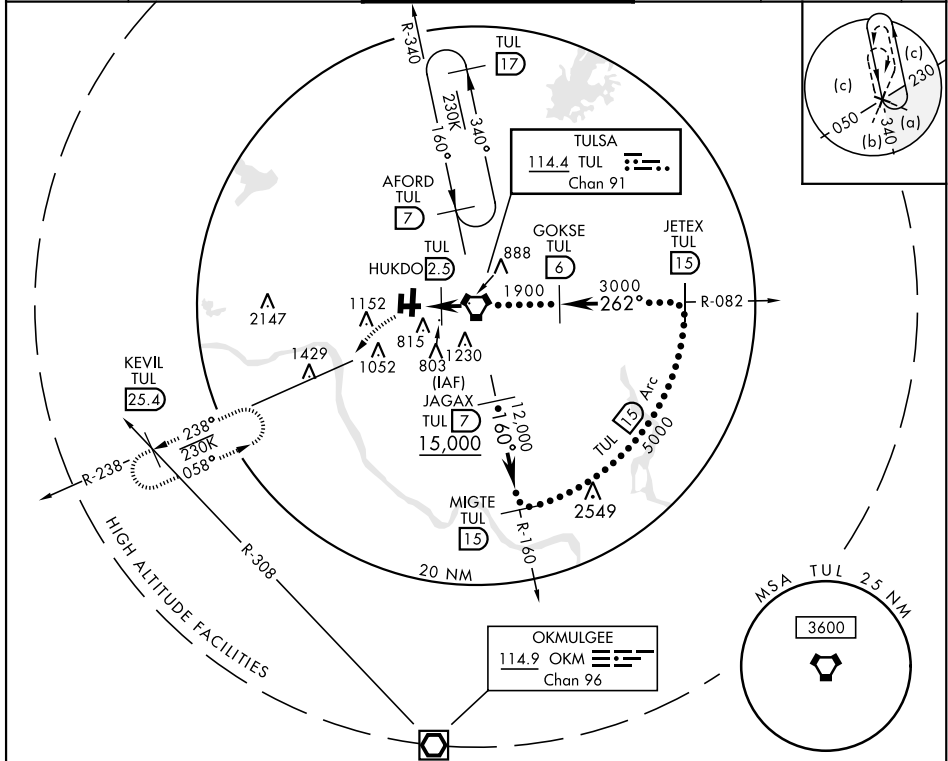 R-340
TUL
17
340°
230K
160°
AFORD
TUL
7
TULSA
114.4 TUL
Chan 91
(c)
(c)
230
050
(a)
(b)
340
TUL
HUKDO 2.5
888
GOKSE
TUL
6
JETEX
TUL
15
1900
3000
262°
R-082
2147
1152
815
1052
803
1230
1429
KEVIL
TUL
25.4
(IAF)
JAGAX
TUL 7
15,000
12,000
160°
TUL 15 Arc
5000
238°
230K
058°
R-238
2549
MIGTE
TUL
15
R-160
20 NM
R-308
HIGH ALTITUDE FACILITIES
MSA TUL 25 NM
3600
OKMULGEE
114.9 OKM
Chan 96